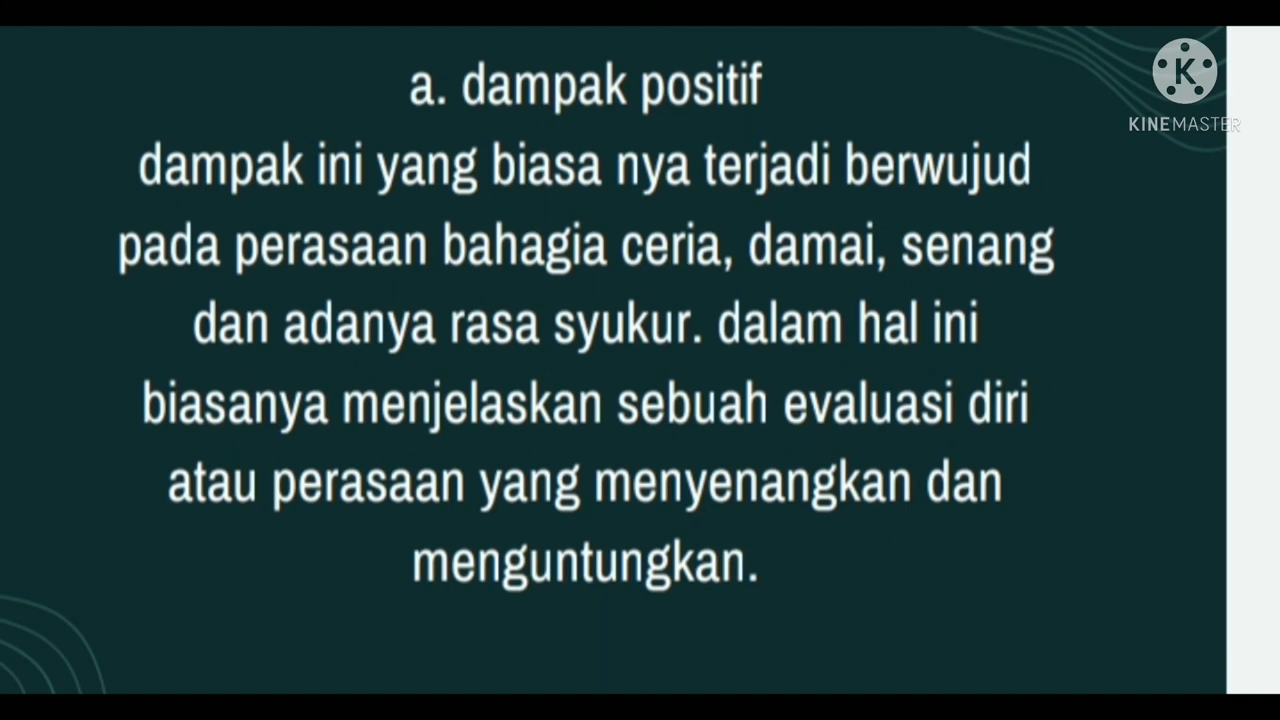 a. dampak positif
dampak ini yang biasa nya terjadi berwujud
pada perasaan bahagia ceria, damai, senang
dan adanya rasa syukur. dalam hal ini
biasanya menjelaskan sebuah evaluasi diri
atau perasaan yang menyenangkan dan
menguntungkan.
K
KINEMASTER